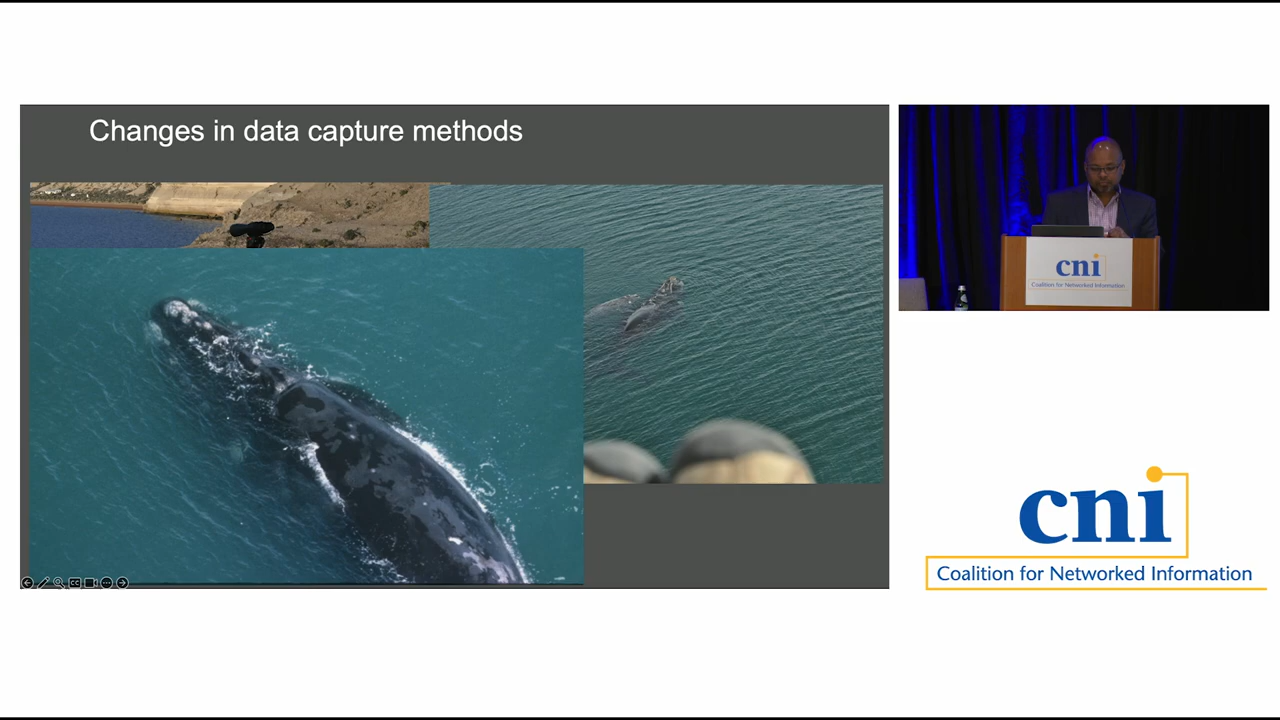 Changes in data capture methods
cni
Coalition for Networked Information
cni
Coalition for Networked Information